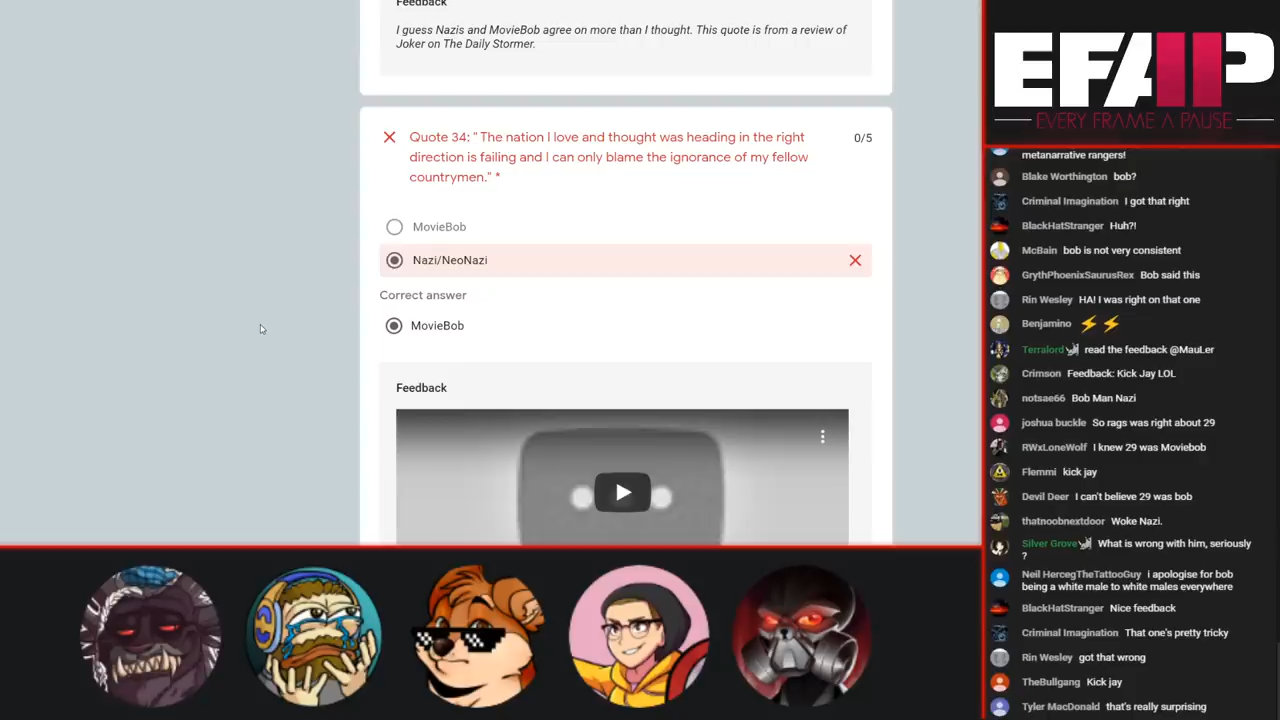 Feedback
I guess Nazis and MovieBob agree on more than I thought. This quote is from a review of
Joker on The Daily Stormer.
Quote 34: " The nation I love and thought was heading in the right
direction is failing and I can only blame the ignorance of my fellow
countrymen." *
0/5
MovieBob
Nazi/NeoNazi
Correct answer
MovieBob
Feedback
EFAP
EVERY FRAME A PAUSE
metanarrative rangers!
Blake Worthington bob?
Criminal Imagination I got that right
BlackHatStranger Huh?!
McBain bob is not very consistent
GrythPhoenixSaurusRex Bob said this
Rin Wesley HA! I was right on that one
Benjamino ⚡⚡
Terralord read the feedback @MauLer
Crimson Feedback: Kick Jay LOL
notsae66 Bob Man Nazi
joshua buckle So rags was right about 29
RWxLoneWolf I knew 29 was Moviebob
Flemmi kick jay
Devil Deer I can't believe 29 was bob
thatnoobnextdoor Woke Nazi.
Silver Grove What is wrong with him, seriously
?
Neil HercegTheTattooGuy i apologise for bob
being a white male to white males everywhere
BlackHatStranger Nice feedback
Criminal Imagination That one's pretty tricky
Rin Wesley got that wrong
TheBullgang Kick jay
Tyler MacDonald that's really surprising